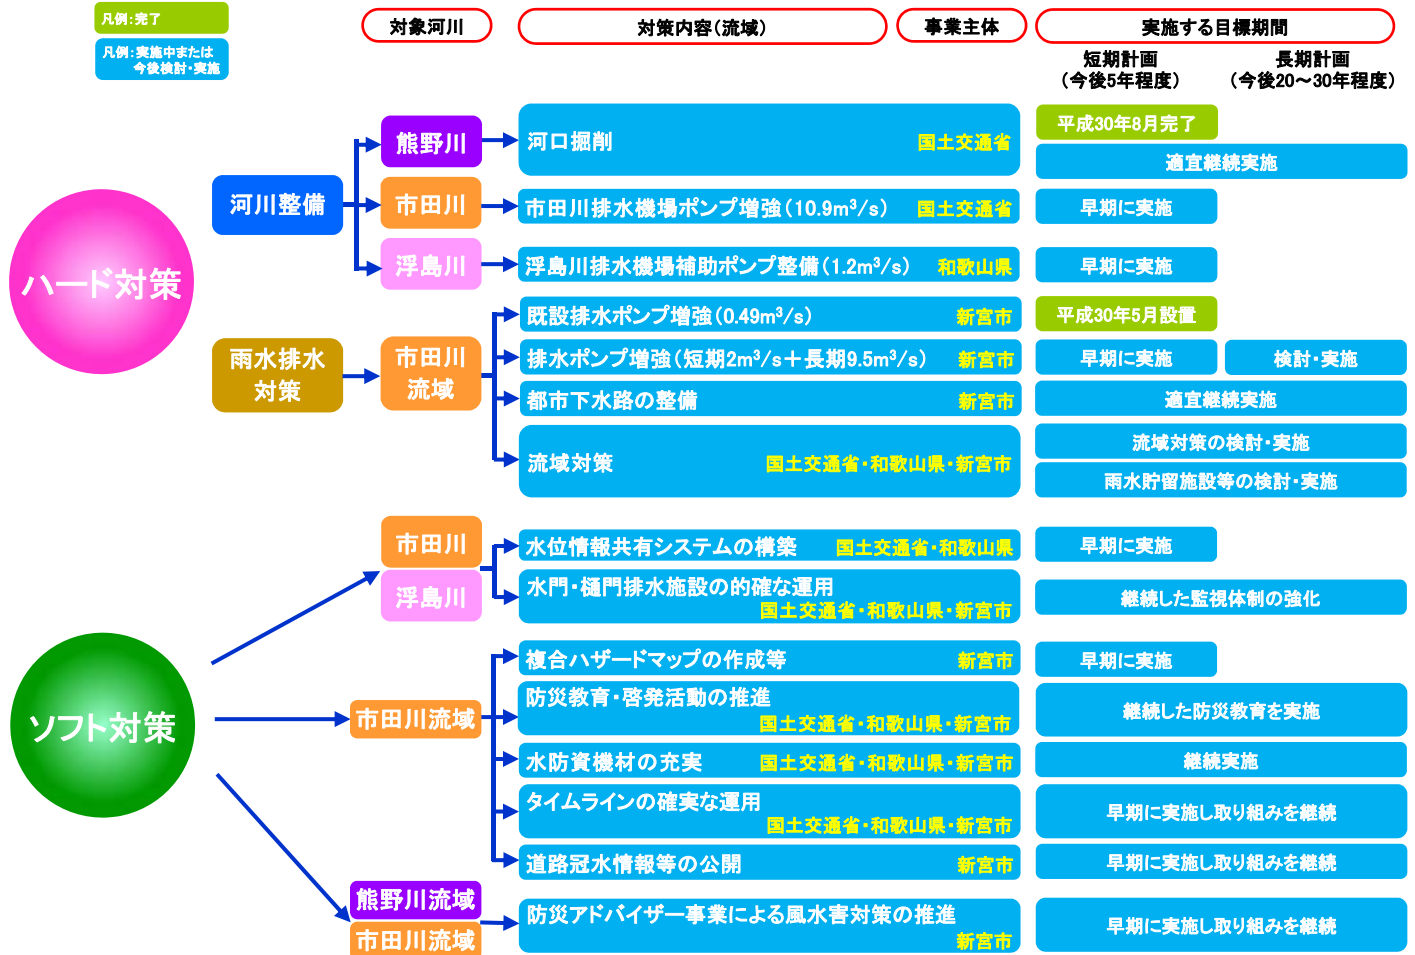 凡例：完了
凡例：実施中または
今後検討・実施
対象河川
対策内容（流域）
事業主体
実施する目標期間
短期計画
（今後5年程度）
長期計画
（今後20～30年程度）
ハード対策
河川整備
熊野川
河口掘削
国土交通省
平成30年8月完了
適宜継続実施
市田川
市田川排水機場ポンプ増強（10.9m³/s）
国土交通省
早期に実施
浮島川
浮島川排水機場補助ポンプ整備（1.2m³/s）
和歌山県
早期に実施
雨水排水
対策
市田川
流域
既設排水ポンプ増強（0.49m³/s）
新宮市
平成30年5月設置
排水ポンプ増強（短期2m³/s＋長期9.5m³/s）
新宮市
早期に実施
検討・実施
都市下水路の整備
新宮市
適宜継続実施
流域対策
国土交通省・和歌山県・新宮市
流域対策の検討・実施
雨水貯留施設等の検討・実施
ソフト対策
市田川
浮島川
水位情報共有システムの構築
国土交通省・和歌山県
早期に実施
水門・樋門排水施設の的確な運用
国土交通省・和歌山県・新宮市
継続した監視体制の強化
市田川流域
複合ハザードマップの作成等
新宮市
早期に実施
防災教育・啓発活動の推進
国土交通省・和歌山県・新宮市
継続した防災教育を実施
水防資機材の充実
国土交通省・和歌山県・新宮市
継続実施
タイムラインの確実な運用
国土交通省・和歌山県・新宮市
早期に実施し取り組みを継続
道路冠水情報等の公開
新宮市
早期に実施し取り組みを継続
熊野川流域
市田川流域
防災アドバイザー事業による風水害対策の推進
新宮市
早期に実施し取り組みを継続